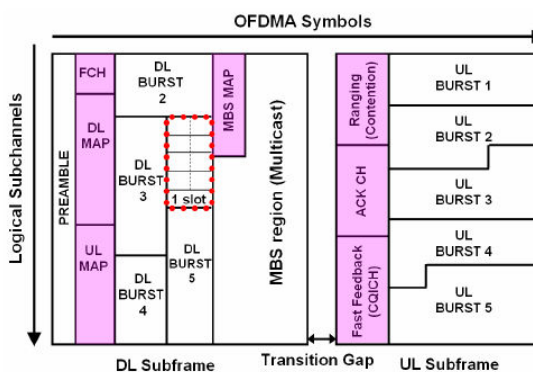 OFDMA Symbols
Logical Subchannels
PREAMBLE
FCH
DL
MAP
UL
MAP
DL
BURST
2
DL
BURST
3
DL
BURST
4
1 slot
DL
BURST
5
MBS MAP
MBS region (Multicast)
Ranging
(Contention)
ACK CH
Fast Feedback
(CQICH)
UL
BURST 1
UL
BURST 2
UL
BURST 3
UL
BURST 4
UL
BURST 5
DL Subframe
Transition Gap
UL Subframe